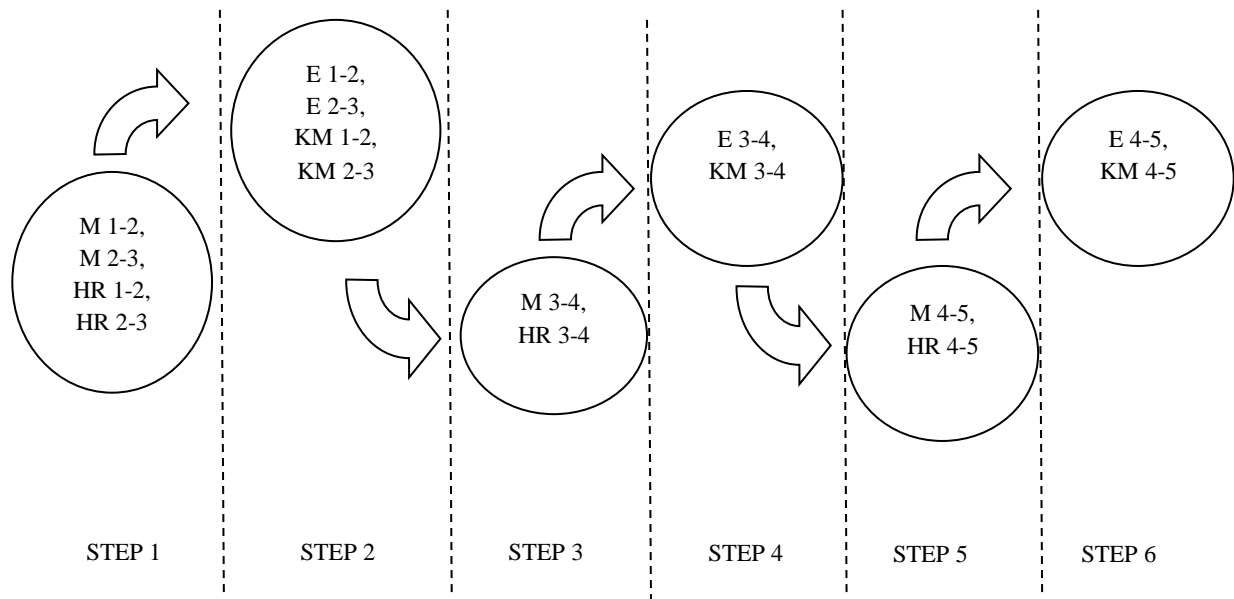 M 1-2,
M 2-3,
HR 1-2,
HR 2-3
E 1-2,
E 2-3,
KM 1-2,
KM 2-3
M 3-4,
HR 3-4
E 3-4,
KM 3-4
M 4-5,
HR 4-5
E 4-5,
KM 4-5
STEP 1
STEP 2
STEP 3
STEP 4
STEP 5
STEP 6